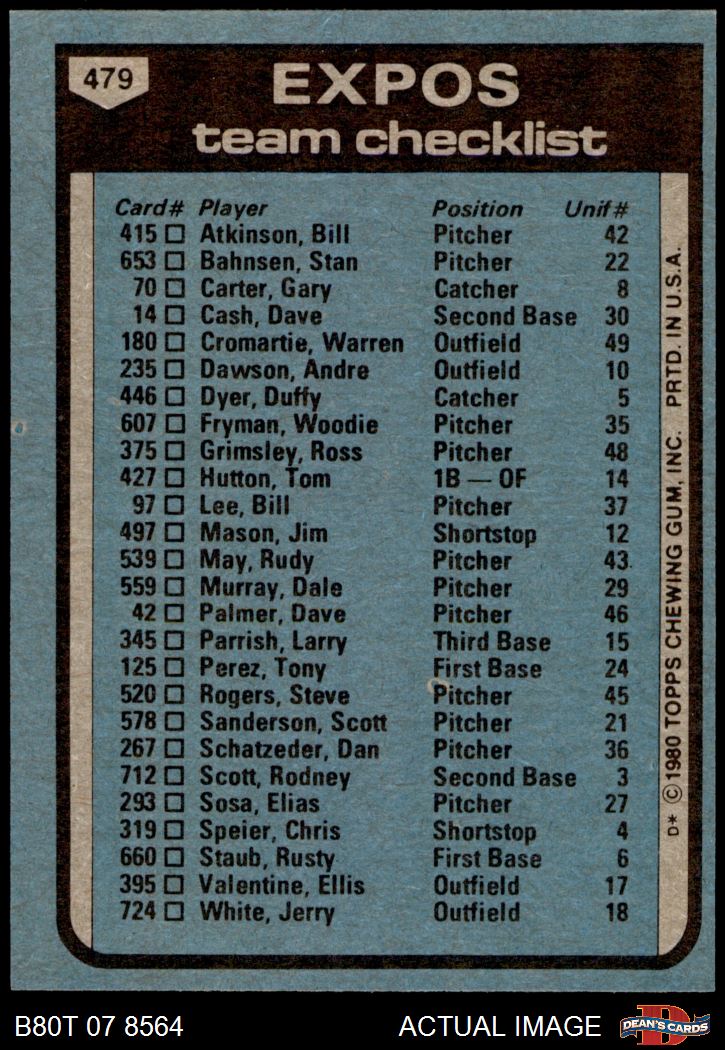 479
EXPOS
team checklist
Card# Player Position Unif#
415 □ Atkinson, Bill Pitcher 42
653 □ Bahnsen, Stan Pitcher 22
70 □ Carter, Gary Catcher 8
14 □ Cash, Dave Second Base 30
180 □ Cromartie, Warren Outfield 49
235 □ Dawson, Andre Outfield 10
446 □ Dyer, Duffy Catcher 5
607 □ Fryman, Woodie Pitcher 35
375 □ Grimsley, Ross Pitcher 48
427 □ Hutton, Tom 1B — OF 14
97 □ Lee, Bill Pitcher 37
497 □ Mason, Jim Shortstop 12
539 □ May, Rudy Pitcher 43
559 □ Murray, Dale Pitcher 29
42 □ Palmer, Dave Pitcher 46
345 □ Parrish, Larry Third Base 15
125 □ Perez, Tony First Base 24
520 □ Rogers, Steve Pitcher 45
578 □ Sanderson, Scott Pitcher 21
267 □ Schatzeder, Dan Pitcher 36
712 □ Scott, Rodney Second Base 3
293 □ Sosa, Elias Pitcher 27
319 □ Speier, Chris Shortstop 4
660 □ Staub, Rusty First Base 6
395 □ Valentine, Ellis Outfield 17
724 □ White, Jerry Outfield 18
D* © 1980 TOPPS CHEWING GUM, INC. PRTD. IN U.S.A.
B80T 07 8564 ACTUAL IMAGE
D
DEAN'S CARDS